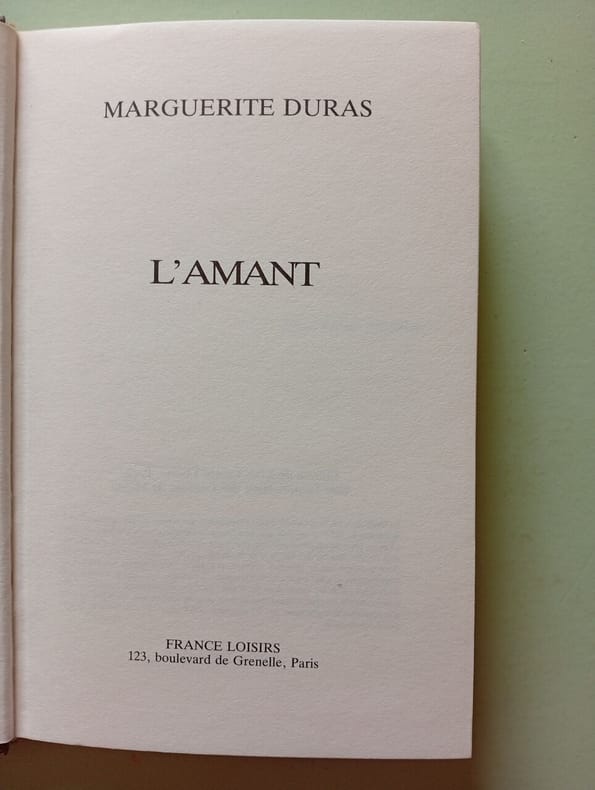 MARGUERITE DURAS
L'AMANT
FRANCE LOISIRS
123, boulevard de Grenelle, Paris